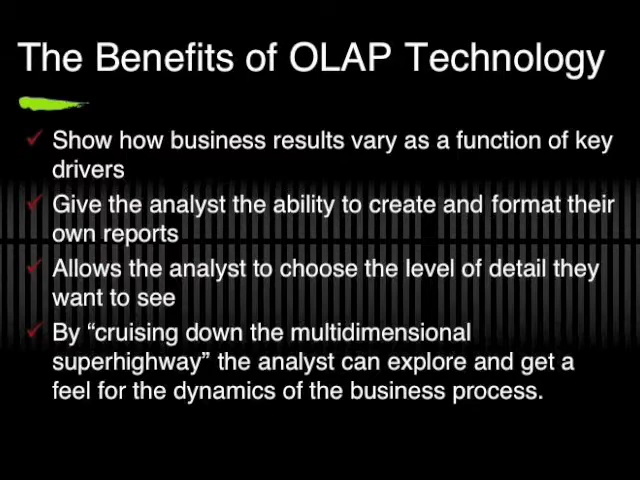 The Benefits of OLAP Technology
Show how business results vary as a function of key
drivers
Give the analyst the ability to create and format their
own reports
Allows the analyst to choose the level of detail they
want to see
By “cruising down the multidimensional
superhighway” the analyst can explore and get a
feel for the dynamics of the business process.